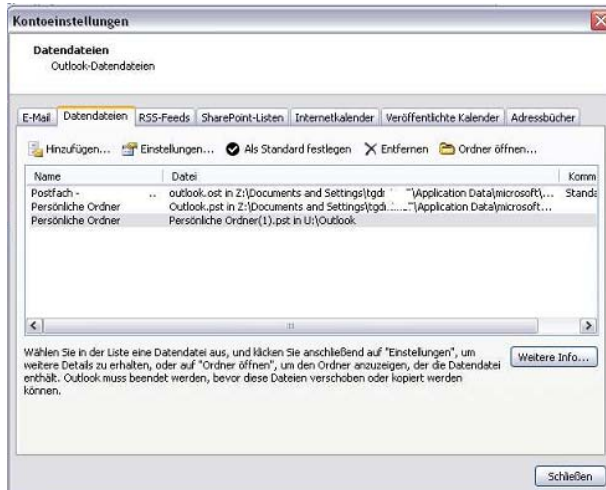 Kontoeinstellungen
Datendateien
Outlook-Datendateien
E-Mail Datendateien RSS-Feeds SharePoint-Listen Internetkalender Veröffentlichte Kalender Adressbücher
Hinzufügen... Einstellungen... Als Standard festlegen Entfernen Ordner öffnen...
Name Datei Komm
Postfach - .. outlook.ost in Z:\Documents and Settings\tgdr "\Application Data\microsoft\... Standa
Persönliche Ordner Outlook.pst in Z:\Documents and Settings\tgdi "\Application Data\microsoft...
Persönliche Ordner Persönliche Ordner(1).pst in U:\Outlook
Wählen Sie in der Liste eine Datendatei aus, und klicken Sie anschließend auf "Einstellungen", um
weitere Details zu erhalten, oder auf "Ordner öffnen", um den Ordner anzuzeigen, der die Datendatei
enthält. Outlook muss beendet werden, bevor diese Dateien verschoben oder kopiert werden
können.
Weitere Info...
Schließen